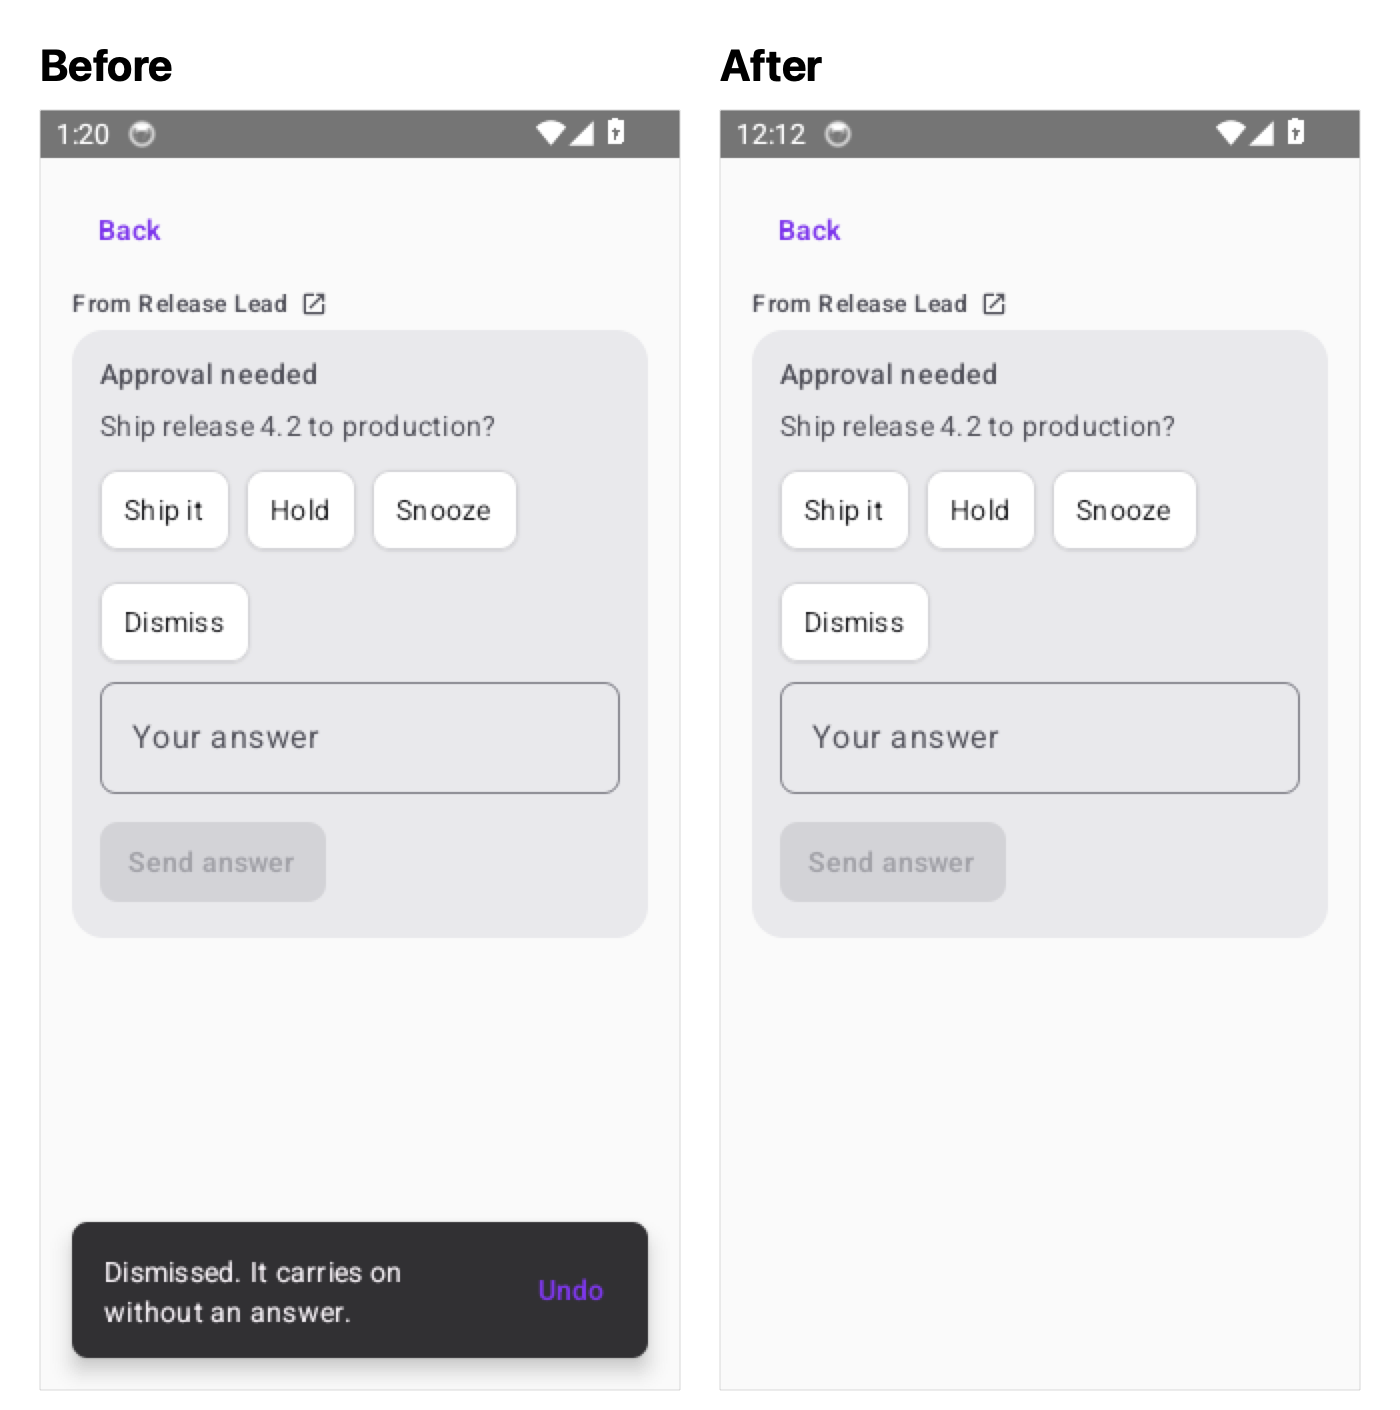 Before
1:20
Back
From Release Lead
Approval needed
Ship release 4.2 to production?
Ship it
Hold
Snooze
Dismiss
Your answer
Send answer
Dismissed. It carries on
without an answer.
Undo
After
12:12
Back
From Release Lead
Approval needed
Ship release 4.2 to production?
Ship it
Hold
Snooze
Dismiss
Your answer
Send answer